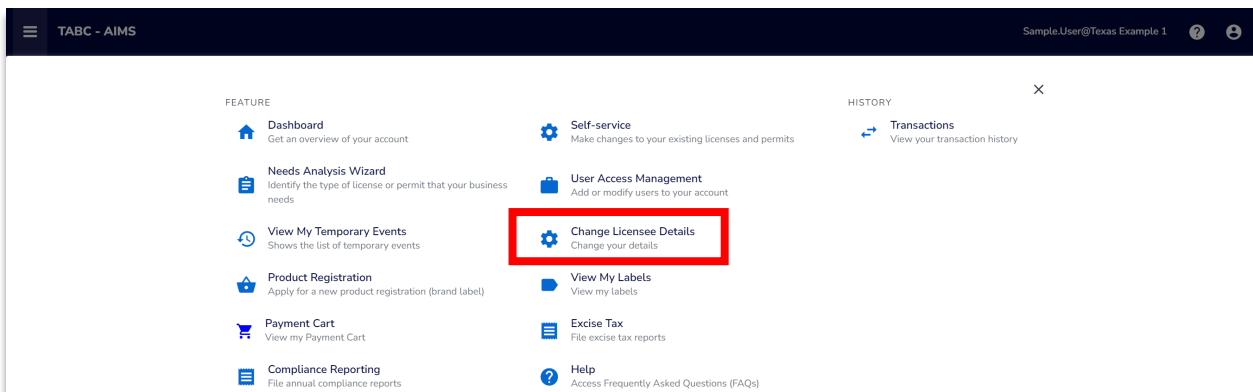 TABC - AIMS
Sample.User@Texas Example 1
FEATURE
Dashboard
Get an overview of your account
Needs Analysis Wizard
Identify the type of license or permit that your business
needs
View My Temporary Events
Shows the list of temporary events
Product Registration
Apply for a new product registration (brand label)
Payment Cart
View my Payment Cart
Compliance Reporting
File annual compliance reports
Self-service
Make changes to your existing licenses and permits
User Access Management
Add or modify users to your account
Change Licensee Details
Change your details
View My Labels
View my labels
Excise Tax
File excise tax reports
Help
Access Frequently Asked Questions (FAQs)
HISTORY
Transactions
View your transaction history